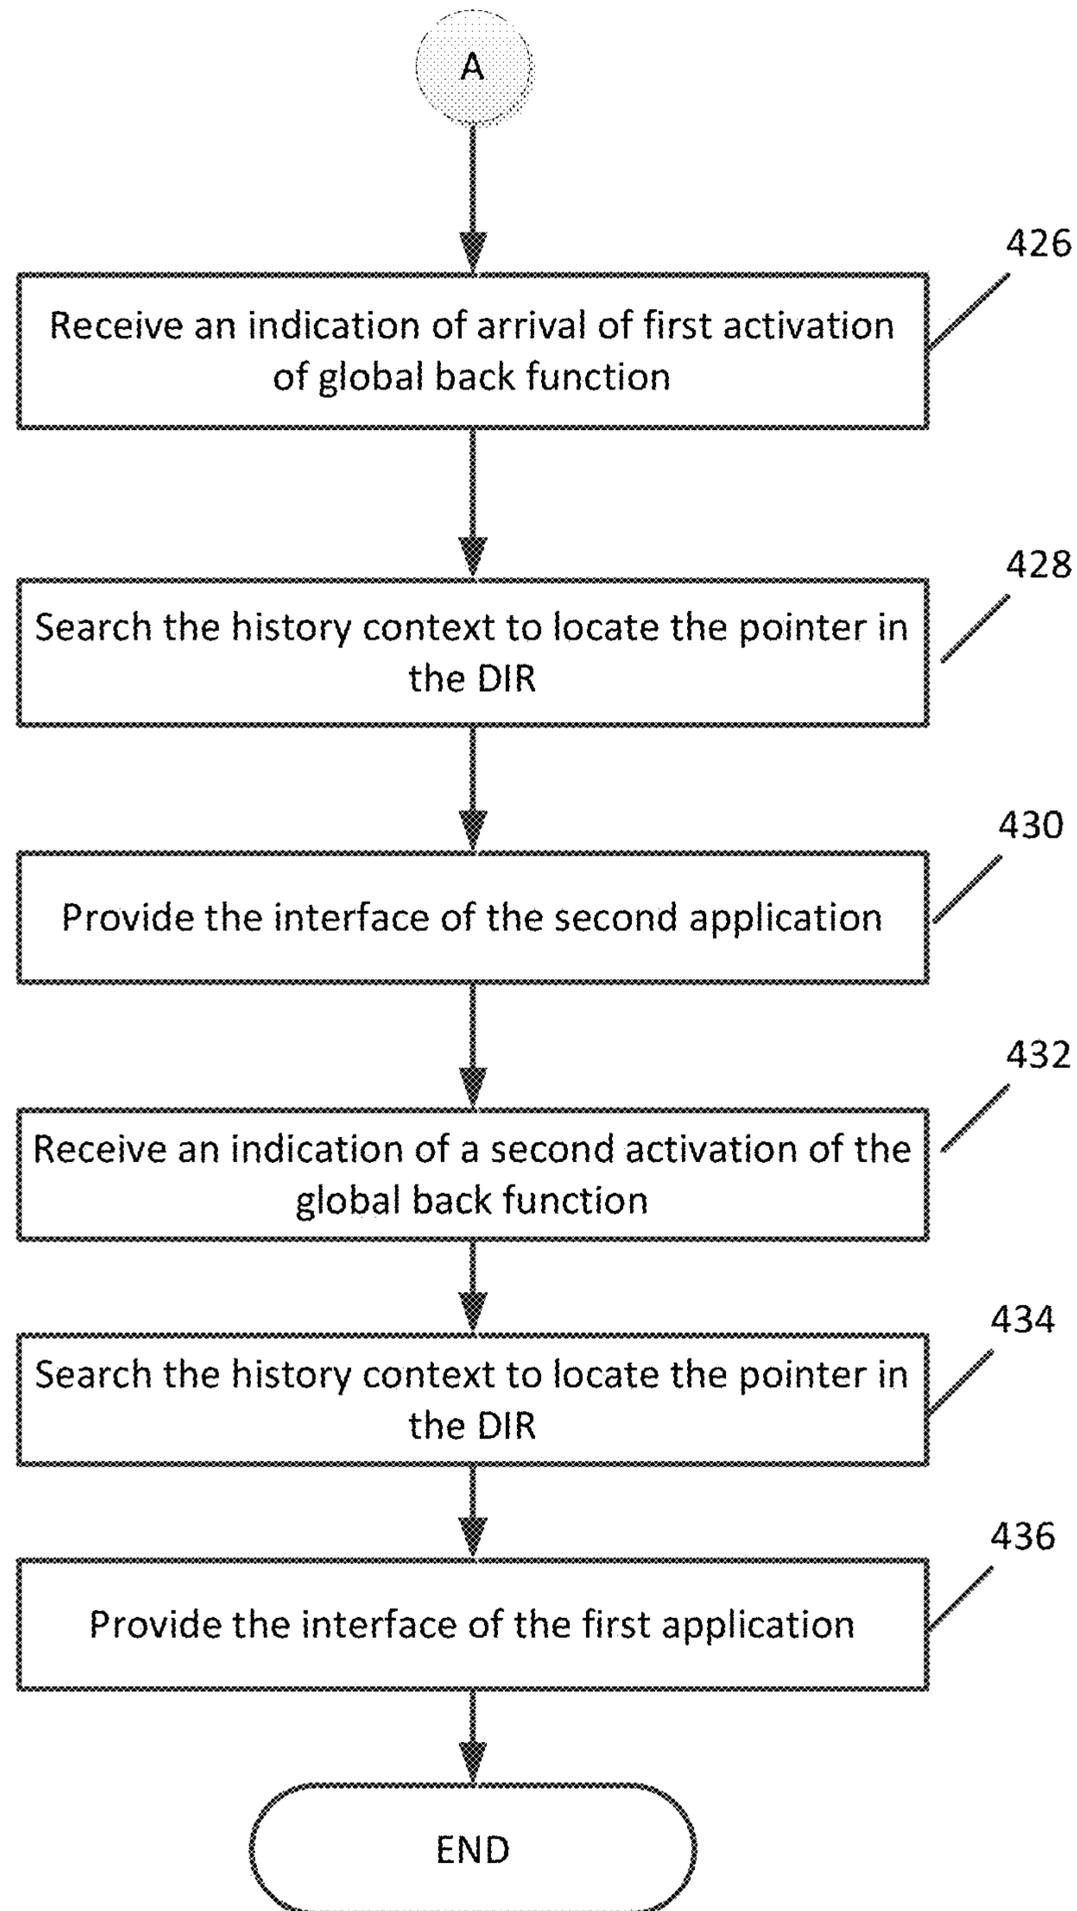 A
426
Receive an indication of arrival of first activation
of global back function
428
Search the history context to locate the pointer in
the DIR
430
Provide the interface of the second application
432
Receive an indication of a second activation of the
global back function
434
Search the history context to locate the pointer in
the DIR
436
Provide the interface of the first application
END